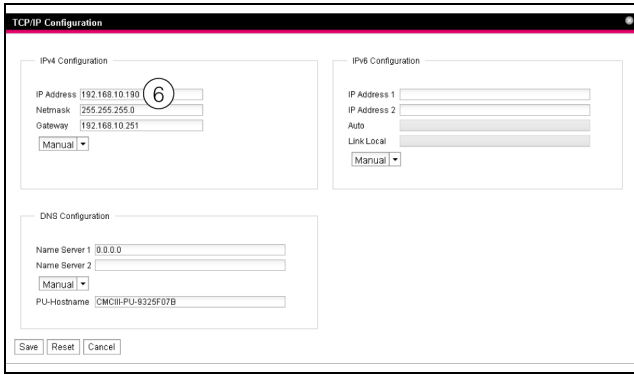 TCP/IP Configuration
IPv4 Configuration
IP Address 192.168.10.190 6
Netmask 255.255.255.0
Gateway 192.168.10.251
Manual
IPv6 Configuration
IP Address 1
IP Address 2
Auto
Link Local
Manual
DNS Configuration
Name Server 1 0.0.0.0
Name Server 2
Manual
PU-Hostname CMCIII-PU-9325F07B
Save Reset Cancel